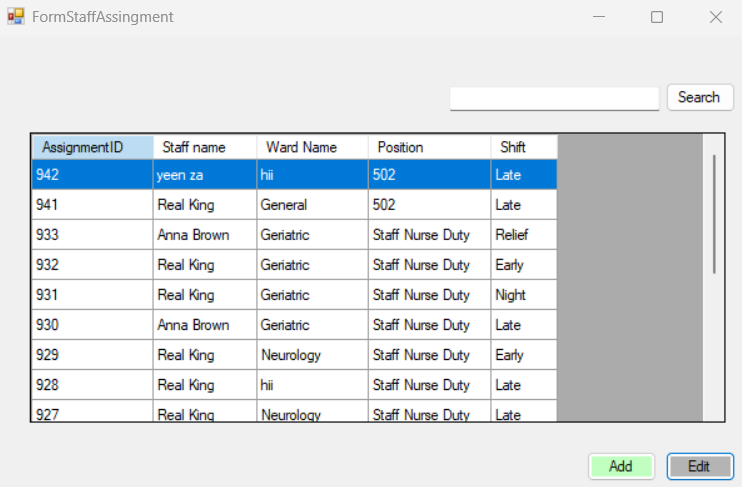 FormStaffAssingment
Search
AssignmentID Staff name Ward Name Position Shift
942 yeen za hii 502 Late
941 Real King General 502 Late
933 Anna Brown Geriatric Staff Nurse Duty Relief
932 Real King Geriatric Staff Nurse Duty Early
931 Real King Geriatric Staff Nurse Duty Night
930 Anna Brown Geriatric Staff Nurse Duty Late
929 Real King Neurology Staff Nurse Duty Early
928 Real King hii Staff Nurse Duty Late
927 Real King Neurology Staff Nurse Duty Late
Add Edit